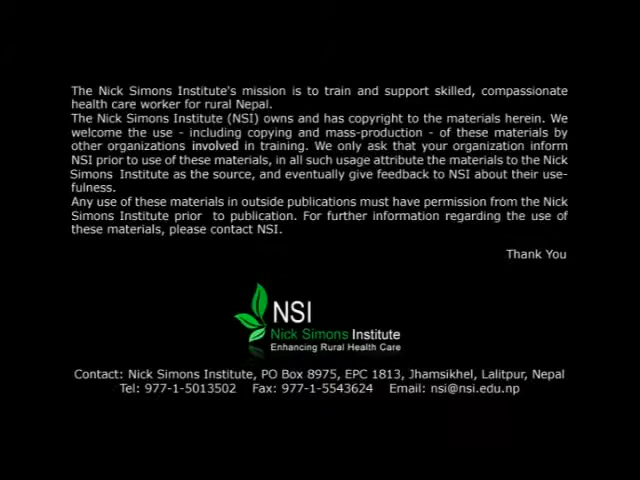 The Nick Simons Institute's mission is to train and support skilled, compassionate
health care worker for rural Nepal.
The Nick Simons Institute (NSI) owns and has copyright to the materials herein. We
welcome the use - including copying and mass-production - of these materials by
other organizations involved in training. We only ask that your organization inform
NSI prior to use of these materials, in all such usage attribute the materials to the Nick
Simons Institute as the source, and eventually give feedback to NSI about their use-
fulness.
Any use of these materials in outside publications must have permission from the Nick
Simons Institute prior to publication. For further information regarding the use of
these materials, please contact NSI.
Thank You
NSI
Nick Simons Institute
Enhancing Rural Health Care
Contact: Nick Simons Institute, PO Box 8975, EPC 1813, Jhamsikhel, Lalitpur, Nepal
Tel: 977-1-5013502 Fax: 977-1-5543624 Email: nsi@nsi.edu.np